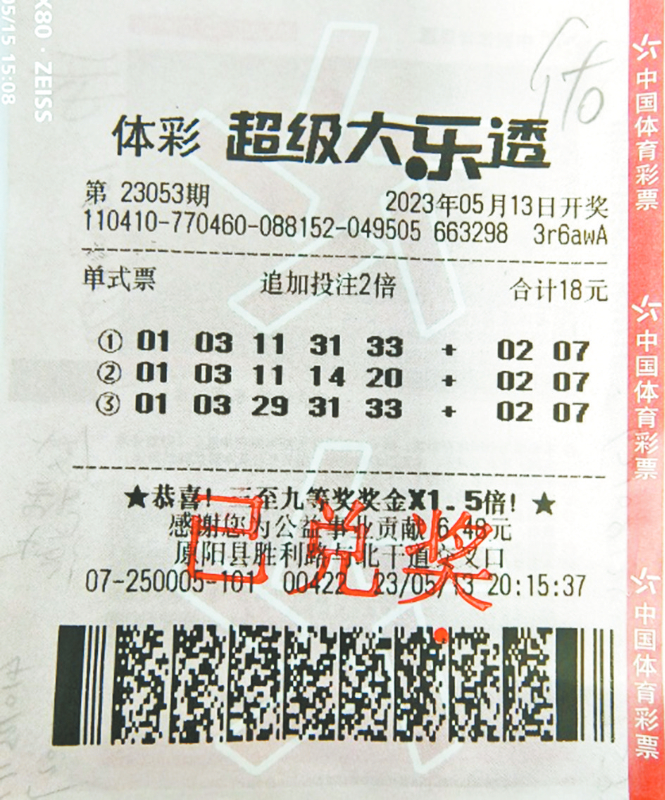 X80 · ZEISS
05/15 15:08
体彩 超级大乐透
第 23053期 2023年05月13日开奖
110410-770460-088152-049505 663298 3r6awA
单式票 追加投注2倍 合计18元
① 01 03 11 31 33 + 02 07
② 01 03 11 14 20 + 02 07
③ 01 03 29 31 33 + 02 07
★恭喜!三至九等奖奖金X1.5倍!★
感谢您为公益事业贡献 6.48元
原阳县胜利路与北干道交叉口
07-250005-101 00422 23/05/13 20:15:37
已兑奖
中国体育彩票
中国体育彩票
中国体育彩票